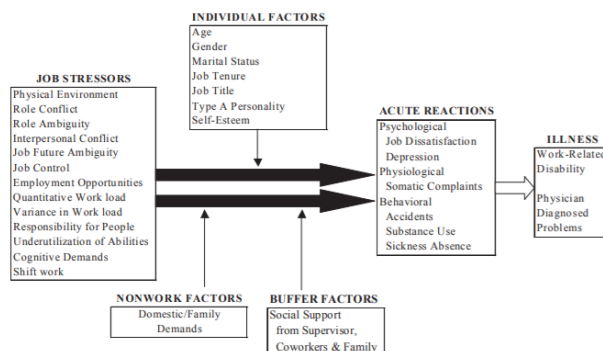 INDIVIDUAL FACTORS
Age
Gender
Marital Status
Job Tenure
Job Title
Type A Personality
Self-Esteem
JOB STRESSORS
Physical Environment
Role Conflict
Role Ambiguity
Interpersonal Conflict
Job Future Ambiguity
Job Control
Employment Opportunities
Quantitative Work load
Variance in Work load
Responsibility for People
Underutilization of Abilities
Cognitive Demands
Shift work
ACUTE REACTIONS
Psychological
Job Dissatisfaction
Depression
Physiological
Somatic Complaints
Behavioral
Accidents
Substance Use
Sickness Absence
ILLNESS
Work-Related
Disability
Physician
Diagnosed
Problems
NONWORK FACTORS
Domestic/Family
Demands
BUFFER FACTORS
Social Support
from Supervisor,
Coworkers & Family